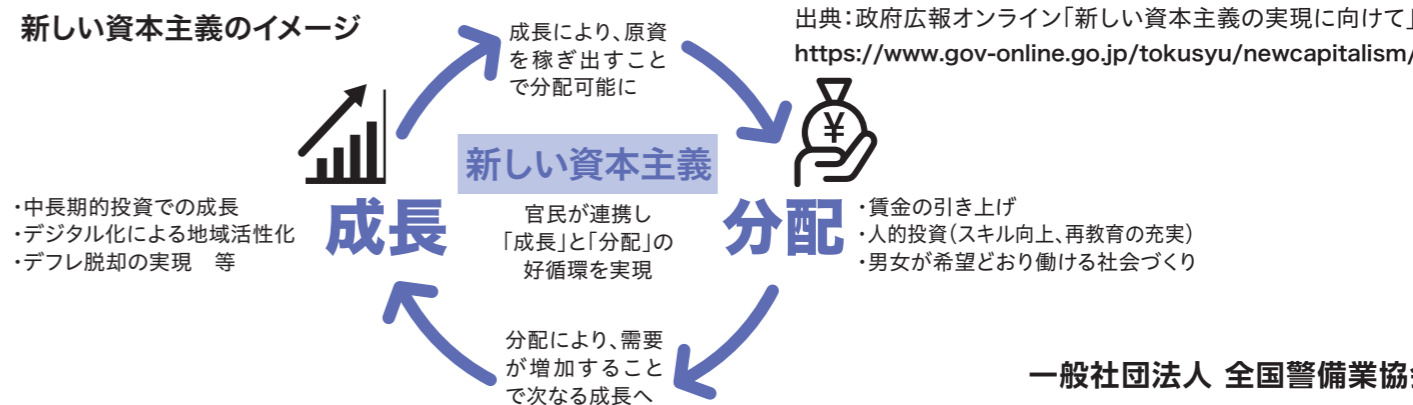 新しい資本主義のイメージ
出典：政府広報オンライン「新しい資本主義の実現に向けて」
https://www.gov-online.go.jp/tokusyu/newcapitalism/
成長により、原資
を稼ぎ出すこと
で分配可能に
¥
新しい資本主義
官民が連携し
「成長」と「分配」の
好循環を実現
成長
・中長期的投資での成長
・デジタル化による地域活性化
・デフレ脱却の実現　等
分配
・賃金の引き上げ
・人的投資（スキル向上、再教育の充実）
・男女が希望どおり働ける社会づくり
分配により、需要
が増加すること
で次なる成長へ
一般社団法人 全国警備業協